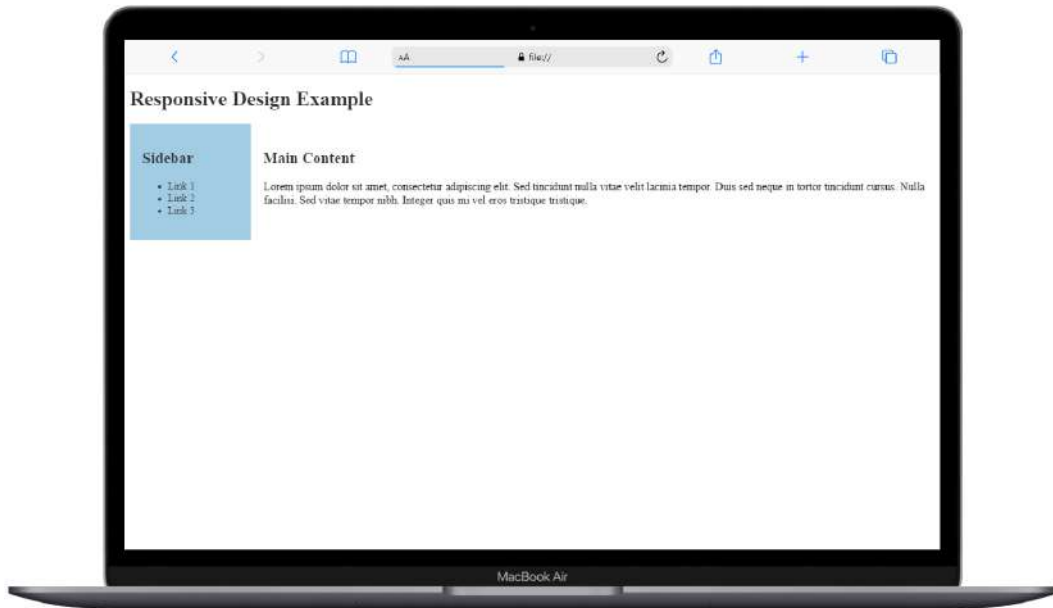 AA file://
Responsive Design Example
Sidebar
Link 1
Link 2
Link 3
Main Content
Lorem ipsum dolor sit amet, consectetur adipiscing elit. Sed tincidunt nulla vitae velit lacinia tempor. Duis sed neque in tortor tincidunt cursus. Nulla
facilisi. Sed vitae tempor nibh. Integer quis mi vel eros tristique tristique.
MacBook Air